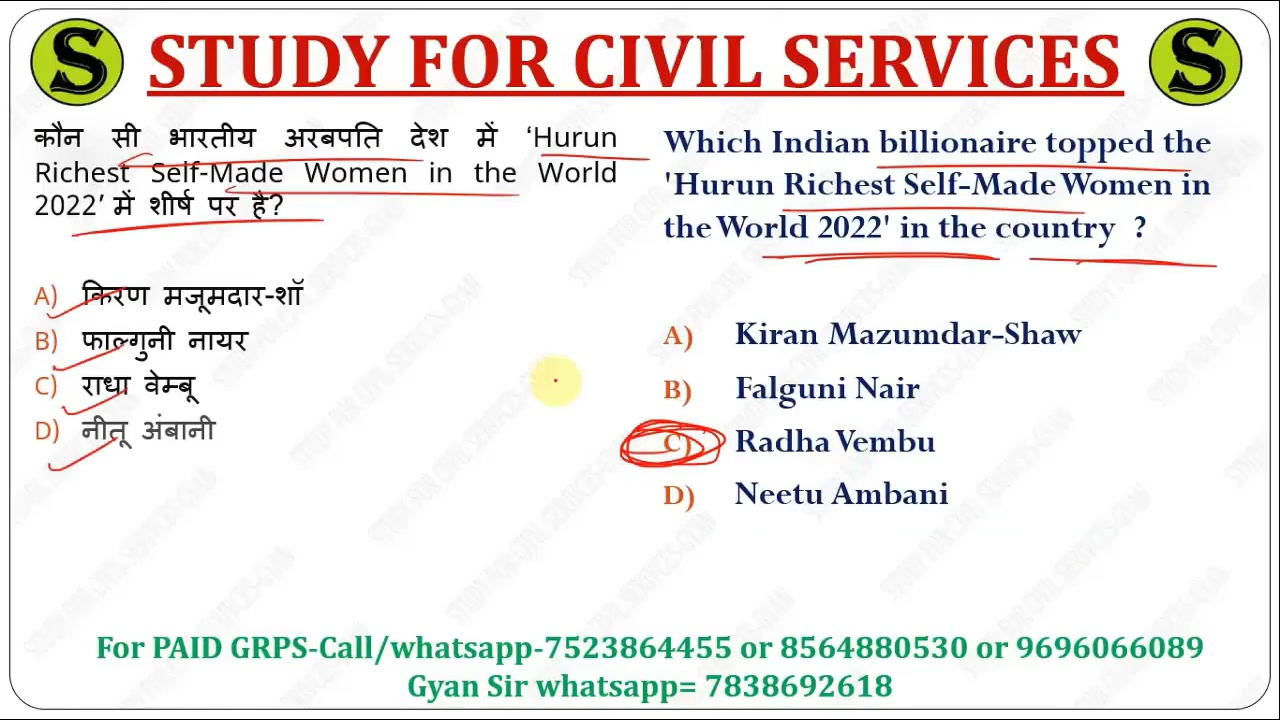 S STUDY FOR CIVIL SERVICES S
कौन सी भारतीय अरबपति देश में ‘Hurun
Richest Self-Made Women in the World
2022’ में शीर्ष पर है?
A) किरण मजूमदार-शॉ
B) फाल्गुनी नायर
C) राधा वेम्बू
D) नीतू अंबानी
Which Indian billionaire topped the
'Hurun Richest Self-Made Women in
the World 2022' in the country ?
A) Kiran Mazumdar-Shaw
B) Falguni Nair
C) Radha Vembu
D) Neetu Ambani
For PAID GRPS-Call/whatsapp-7523864455 or 8564880530 or 9696066089
Gyan Sir whatsapp= 7838692618